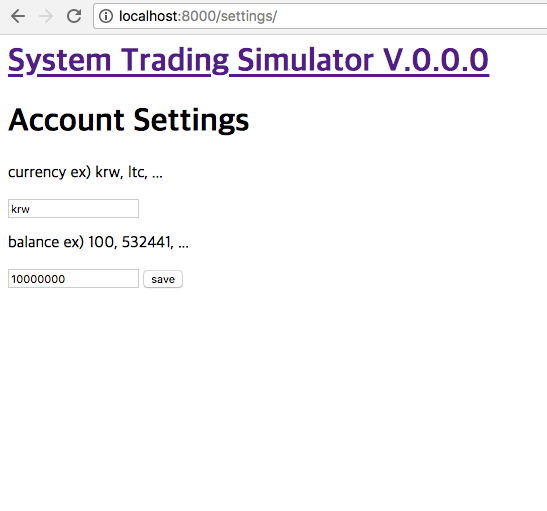 localhost:8000/settings/
System Trading Simulator V.0.0.0
Account Settings
currency ex) krw, ltc, ...
krw
balance ex) 100, 532441, ...
10000000 save